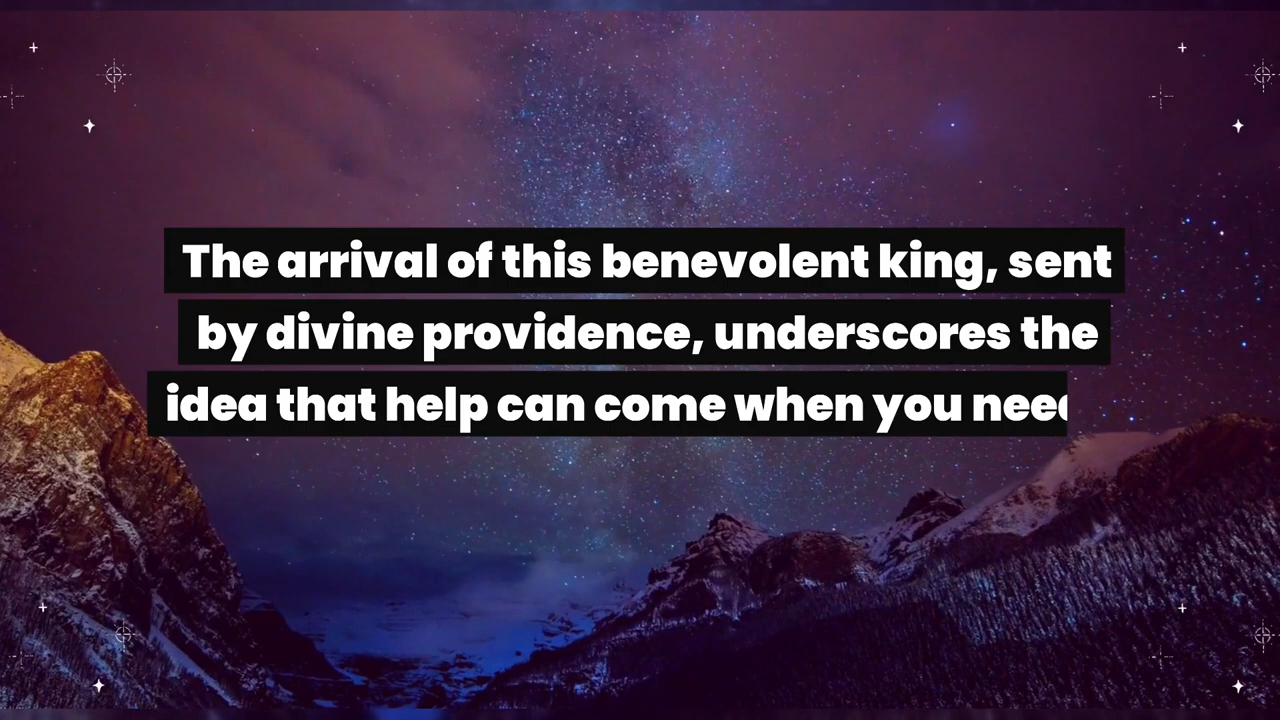 The arrival of this benevolent king, sent
by divine providence, underscores the
idea that help can come when you